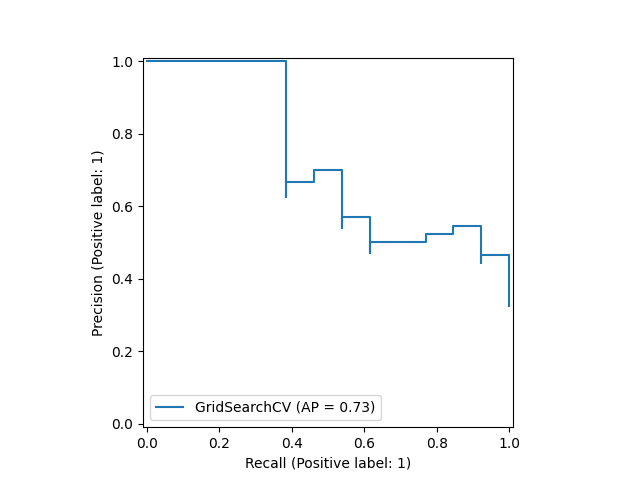 1.0
0.8
0.6
0.4
0.2
0.0
Precision (Positive label: 1)
GridSearchCV (AP = 0.73)
0.0 0.2 0.4 0.6 0.8 1.0
Recall (Positive label: 1)